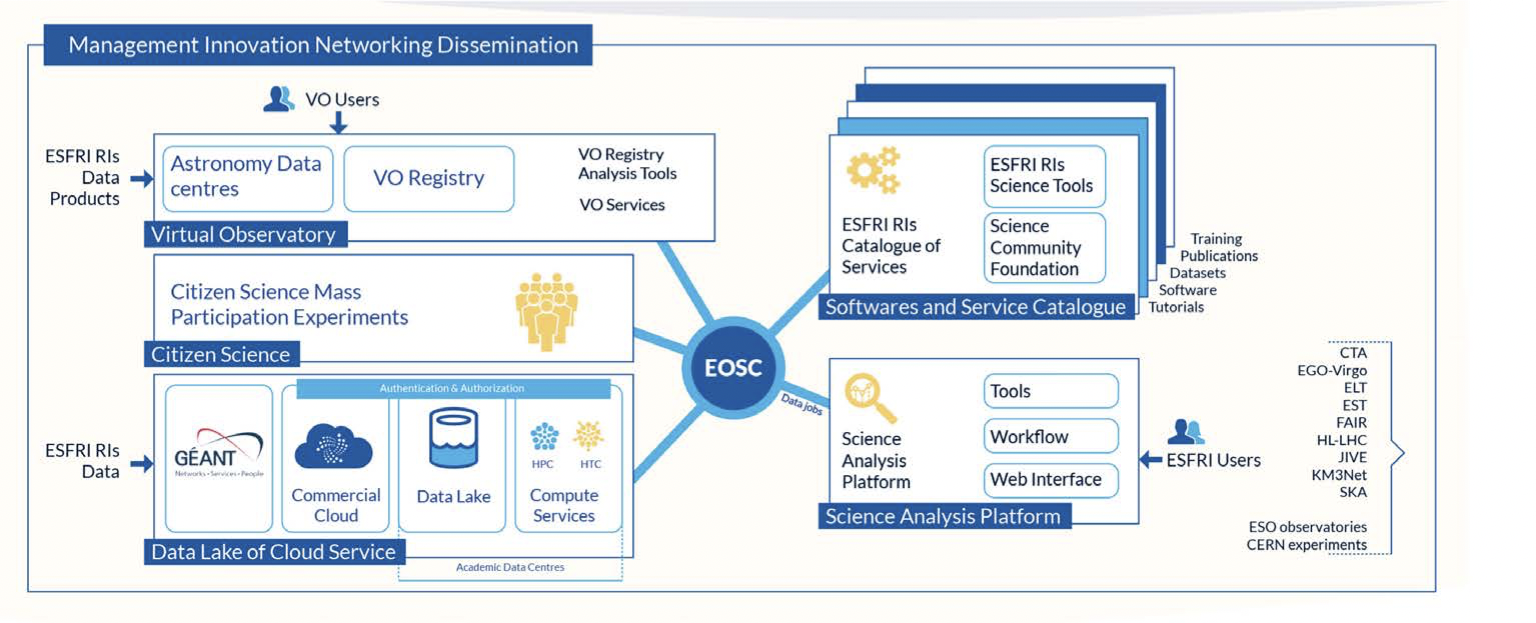 Management Innovation Networking Dissemination
VO Users
ESFRI RIs
Data
Products
Astronomy Data
centres
VO Registry
VO Registry
Analysis Tools
VO Services
Virtual Observatory
Citizen Science Mass
Participation Experiments
Citizen Science
ESFRI RIs
Data
Authentication & Authorization
GÉANT
Networks • Services • People
Commercial
Cloud
Data Lake
HPC
HTC
Compute
Services
Data Lake of Cloud Service
Academic Data Centres
EOSC
Data jobs
ESFRI RIs
Catalogue of
Services
ESFRI RIs
Science Tools
Science
Community
Foundation
Softwares and Service Catalogue
Training
Publications
Datasets
Software
Tutorials
Science
Analysis
Platform
Tools
Workflow
Web Interface
Science Analysis Platform
ESFRI Users
CTA
EGO-Virgo
ELT
EST
FAIR
HL-LHC
JIVE
KM3Net
SKA
ESO observatories
CERN experiments